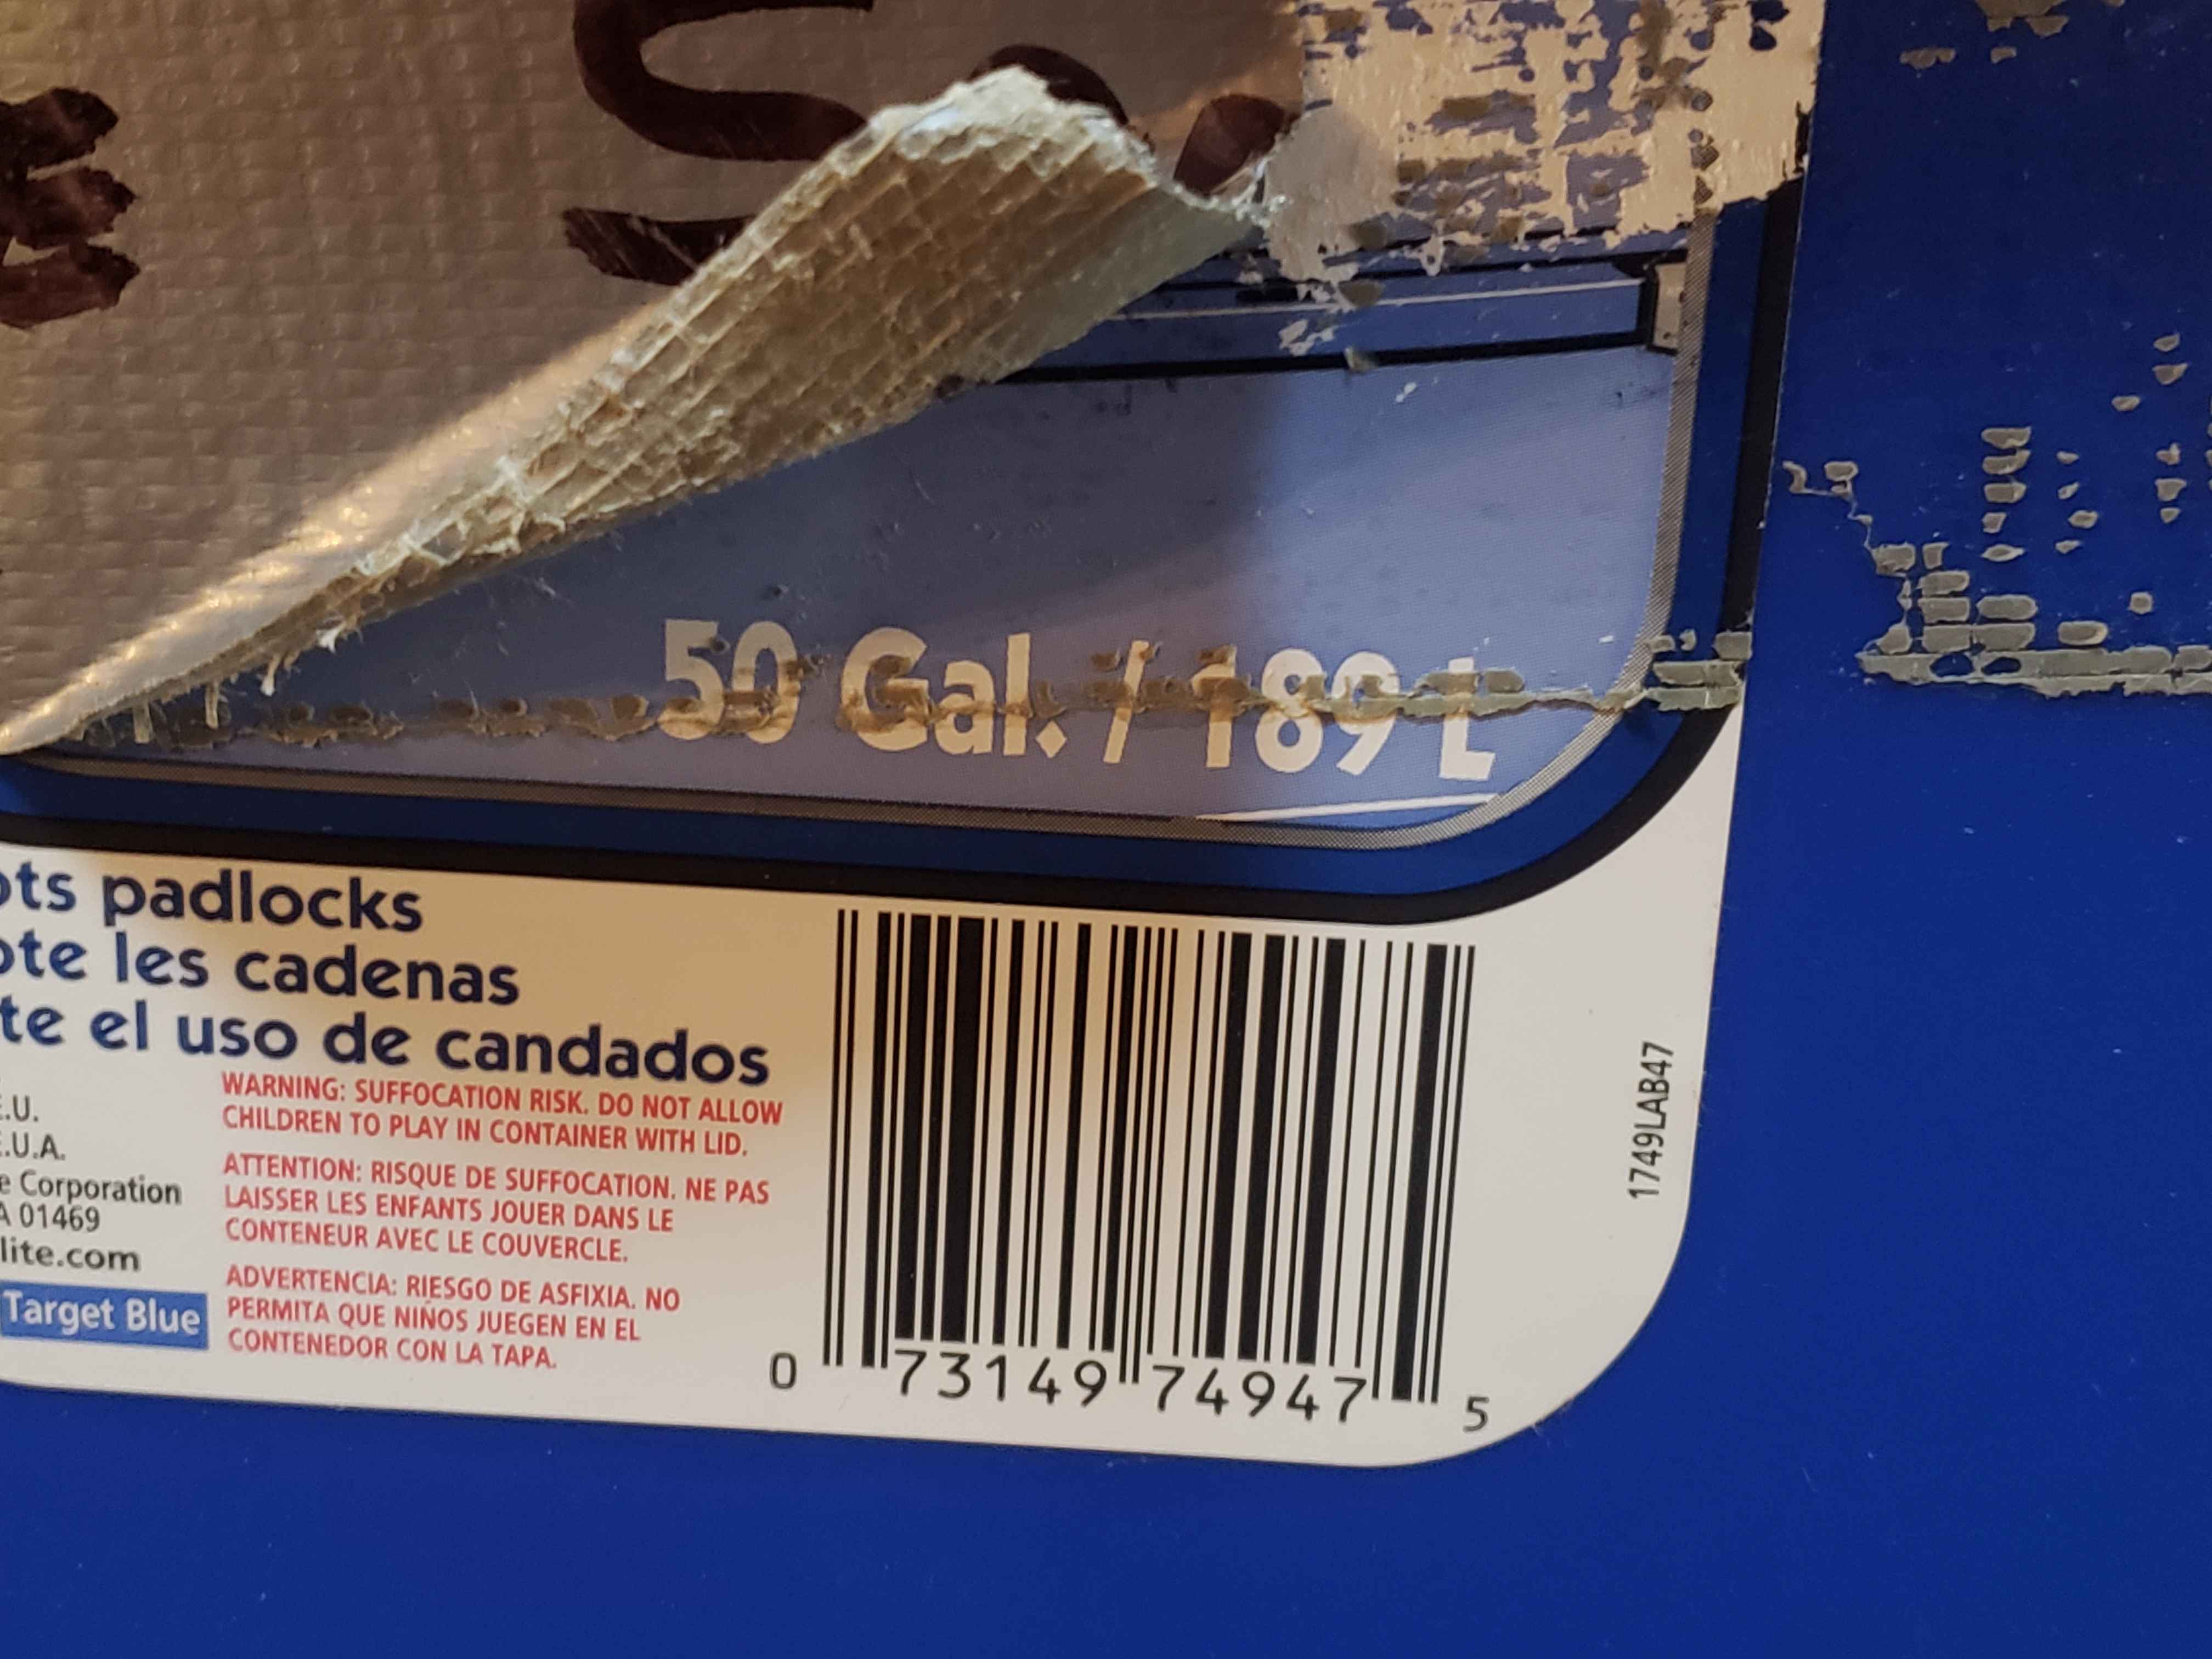 S
50 Gal. / 189 L
ots padlocks
ote les cadenas
te el uso de candados
.U.
.U.A.
e Corporation
A 01469
lite.com
Target Blue
WARNING: SUFFOCATION RISK. DO NOT ALLOW
CHILDREN TO PLAY IN CONTAINER WITH LID.
ATTENTION: RISQUE DE SUFFOCATION. NE PAS
LAISSER LES ENFANTS JOUER DANS LE
CONTENEUR AVEC LE COUVERCLE.
ADVERTENCIA: RIESGO DE ASFIXIA. NO
PERMITA QUE NIÑOS JUEGEN EN EL
CONTENEDOR CON LA TAPA.
0 73149 74947 5
1749LAB47